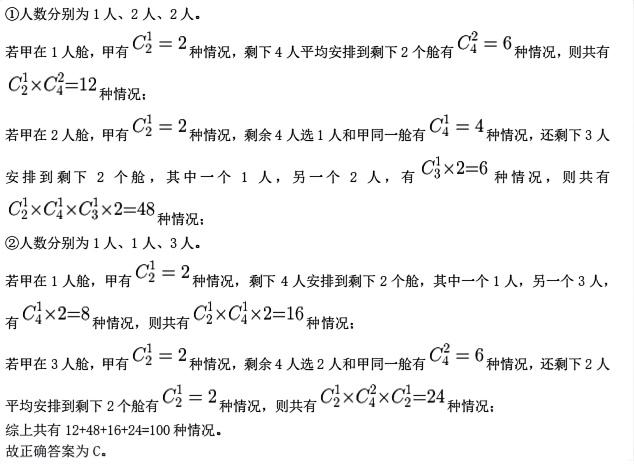 ①人数分别为 1 人、2 人、2 人。
若甲在 1 人舱，甲有 $C_2^1=2$ 种情况，剩下 4 人平均安排到剩下 2 个舱有 $C_4^2=6$ 种情况，则共有
$C_2^1×C_4^2=12$ 种情况；
若甲在 2 人舱，甲有 $C_2^1=2$ 种情况，剩余 4 人选 1 人和甲同一舱有 $C_4^1=4$ 种情况，还剩下 3 人
安排到剩下 2 个舱，其中一个 1 人，另一个 2 人，有 $C_3^1×2=6$ 种情况，则共有
$C_2^1×C_4^1×C_3^1×2=48$ 种情况；
②人数分别为 1 人、1 人、3 人。
若甲在 1 人舱，甲有 $C_2^1=2$ 种情况，剩下 4 人安排到剩下 2 个舱，其中一个 1 人，另一个 3 人，
有 $C_4^1×2=8$ 种情况，则共有 $C_2^1×C_4^1×2=16$ 种情况；
若甲在 3 人舱，甲有 $C_2^1=2$ 种情况，剩余 4 人选 2 人和甲同一舱有 $C_4^2=6$ 种情况，还剩下 2 人
平均安排到剩下 2 个舱有 $C_2^1=2$ 种情况，则共有 $C_2^1×C_4^2×C_2^1=24$ 种情况；
综上共有 12+48+16+24=100 种情况。
故正确答案为 C。